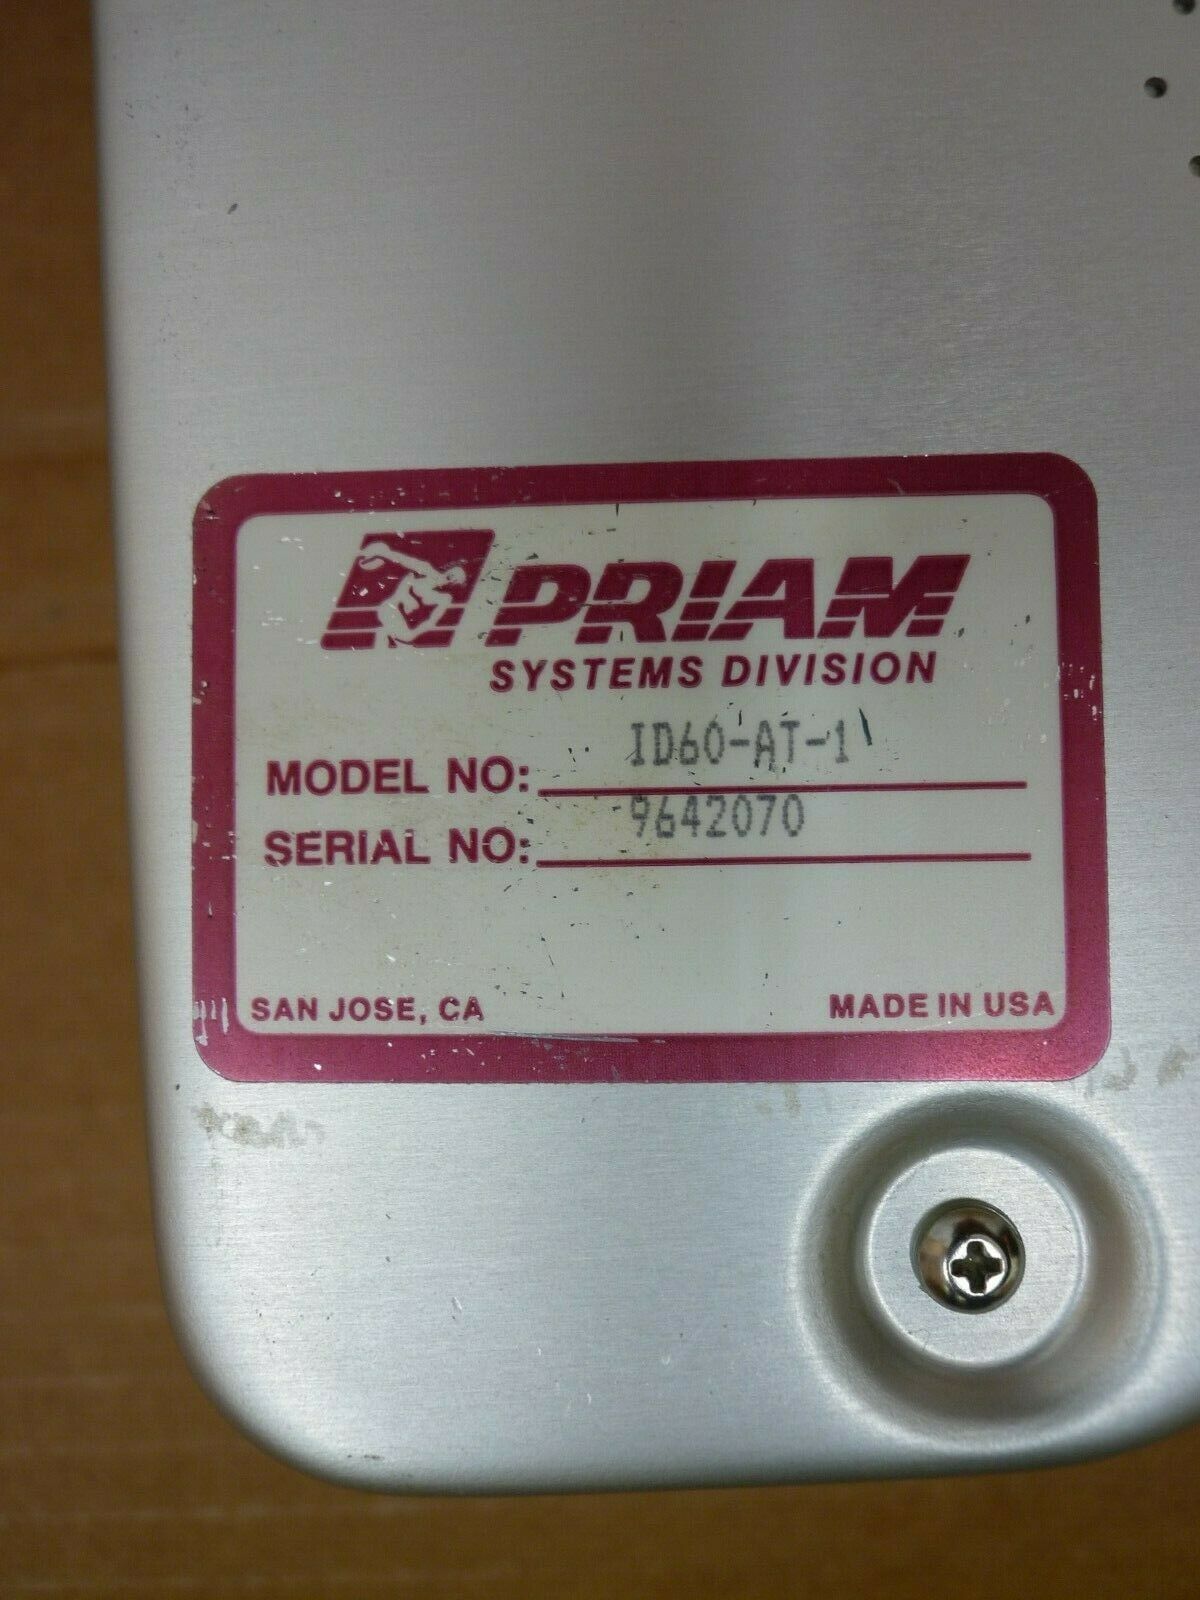 PRIAM
SYSTEMS DIVISION
MODEL NO: ID60-AT-1
SERIAL NO: 9642070
SAN JOSE, CA MADE IN USA